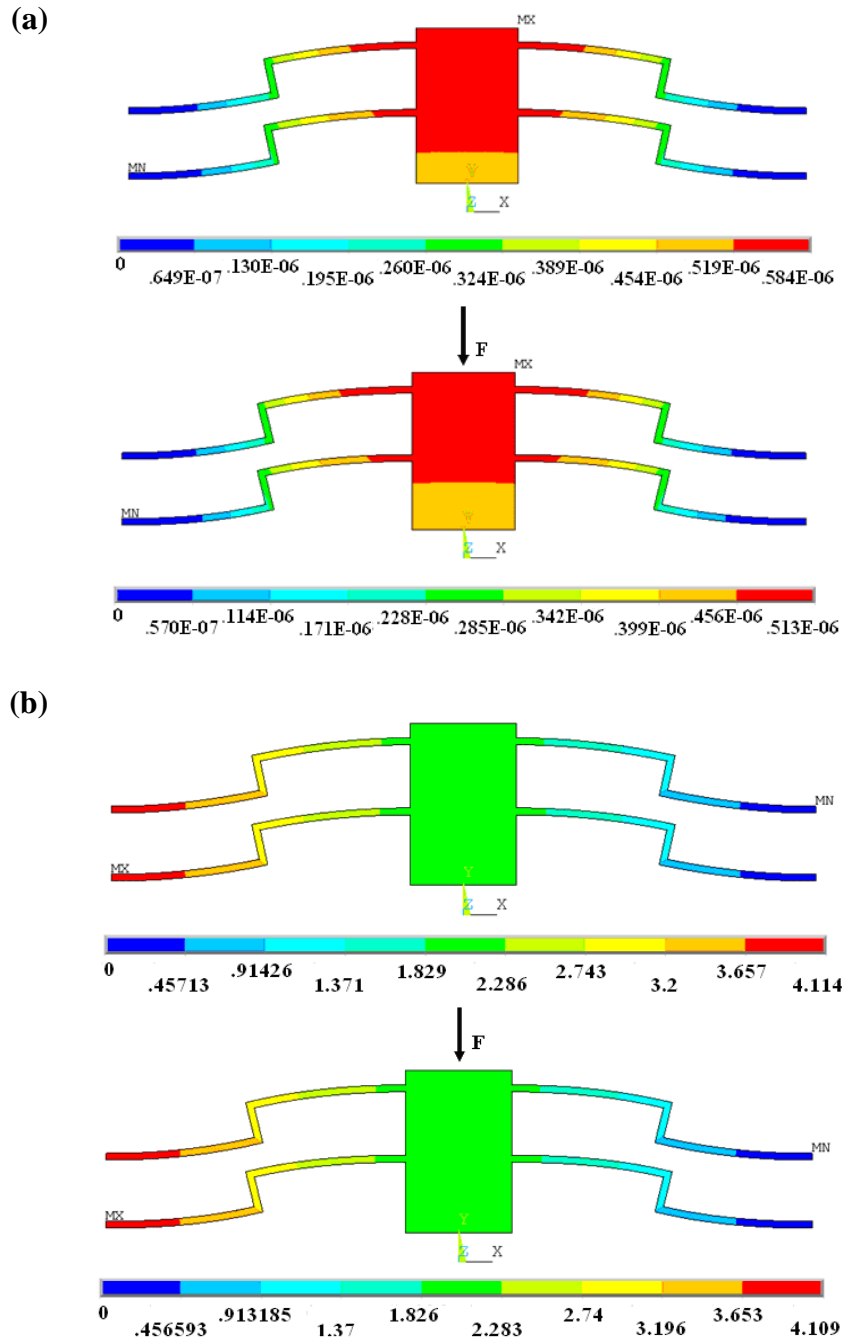 (a)
MX
MN
Y
Z X
0 .130E-06 .260E-06 .389E-06 .519E-06
.649E-07 .195E-06 .324E-06 .454E-06 .584E-06
F
MX
MN
Y
Z X
0 .114E-06 .228E-06 .342E-06 .456E-06
.570E-07 .171E-06 .285E-06 .399E-06 .513E-06
(b)
MN
MX
Y
Z X
0 .91426 1.829 2.743 3.657
.45713 1.371 2.286 3.2 4.114
F
MN
MX
Y
Z X
0 .913185 1.826 2.74 3.653
.456593 1.37 2.283 3.196 4.109